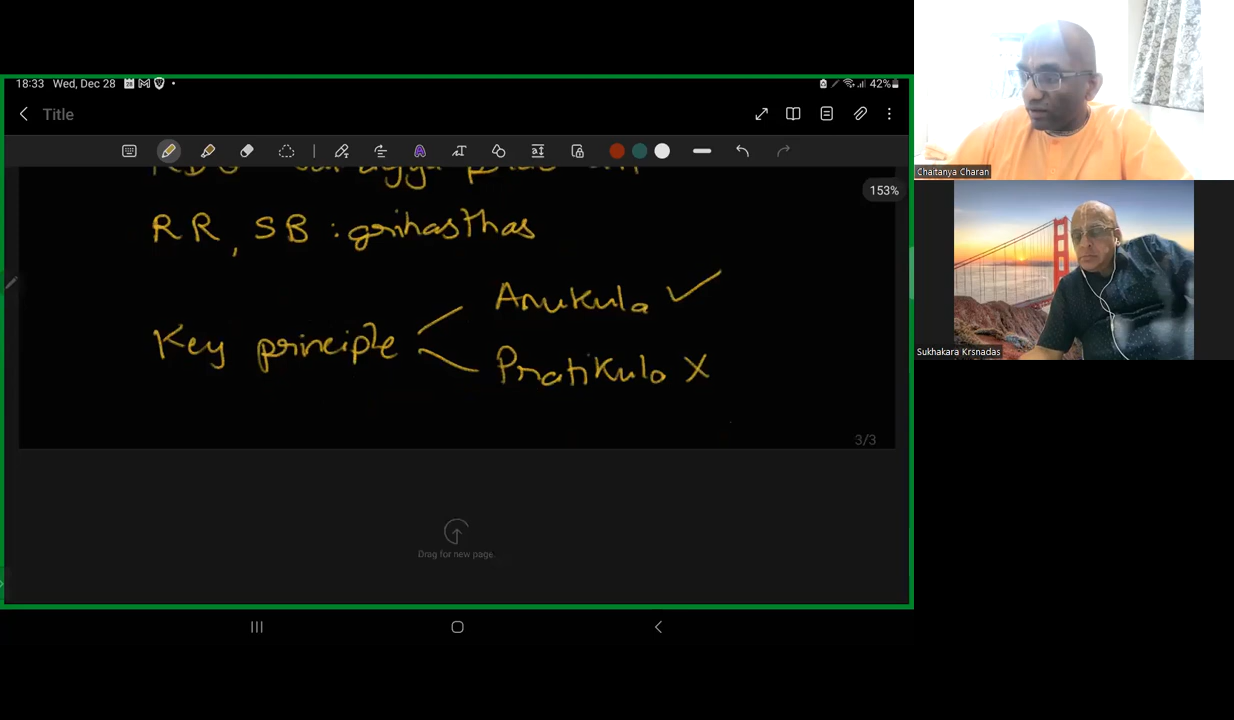 18:33 Wed, Dec 28
42%
Title
153%
RR, SB : grihasthas
Anukula ✓
Key principle <
Pratikula X
3/3
Drag for new page.
Chaitanya Charan
Sukhakara Krsnadas